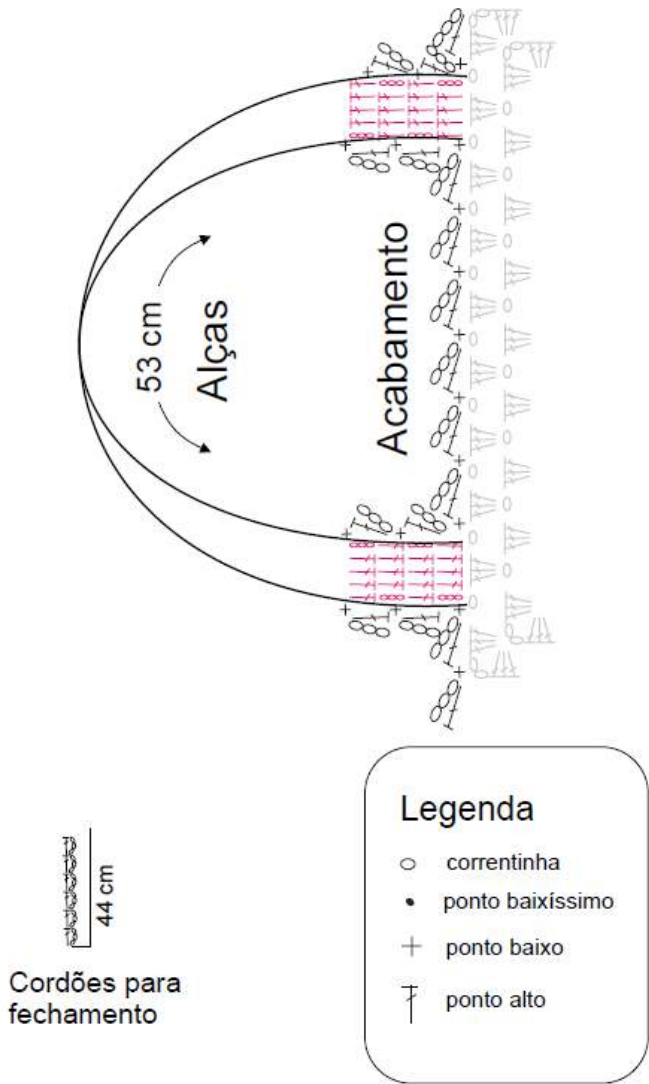 53 cm
Alças
Acabamento
44 cm
Cordões para
fechamento
Legenda
correntinha
ponto baixíssimo
ponto baixo
ponto alto